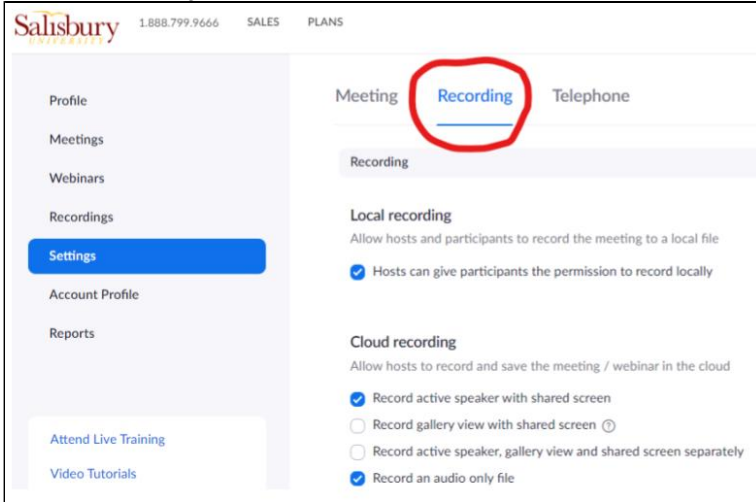 Salisbury
UNIVERSITY
1.888.799.9666 SALES PLANS
Profile
Meetings
Webinars
Recordings
Settings
Account Profile
Reports
Attend Live Training
Video Tutorials
Meeting Recording Telephone
Recording
Local recording
Allow hosts and participants to record the meeting to a local file
Hosts can give participants the permission to record locally
Cloud recording
Allow hosts to record and save the meeting / webinar in the cloud
Record active speaker with shared screen
Record gallery view with shared screen ?
Record active speaker, gallery view and shared screen separately
Record an audio only file